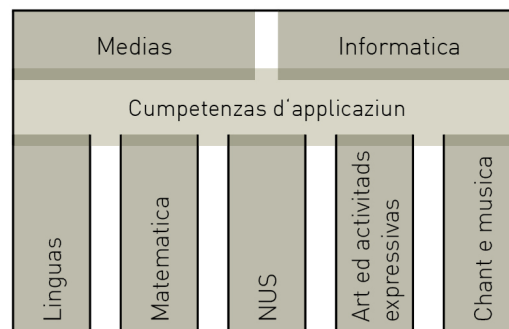 Medias
Informatica
Cumpetenzas d‘applicaziun
Linguas
Matematica
NUS
Art ed activitads
expressivas
Chant e musica